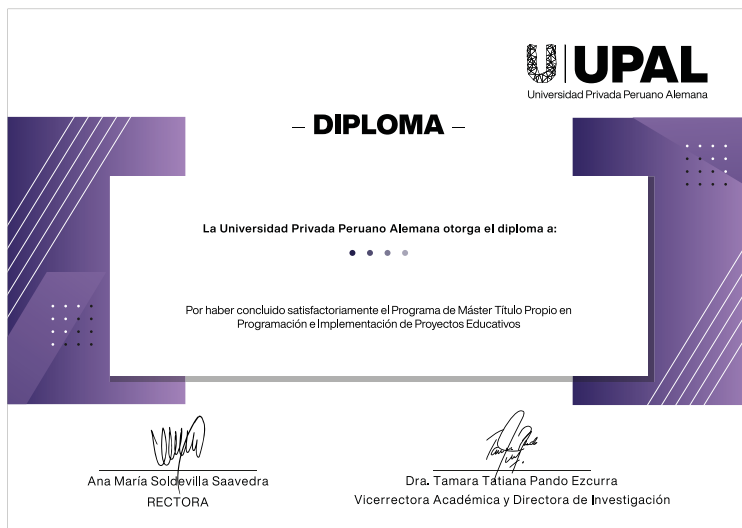 UPAL
Universidad Privada Peruano Alemana
– DIPLOMA –
La Universidad Privada Peruano Alemana otorga el diploma a:
Por haber concluido satisfactoriamente el Programa de Máster Título Propio en
Programación e Implementación de Proyectos Educativos
Ana María Soldevilla Saavedra
RECTORA
Dra. Tamara Tatiana Pando Ezcurra
Vicerrectora Académica y Directora de Investigación